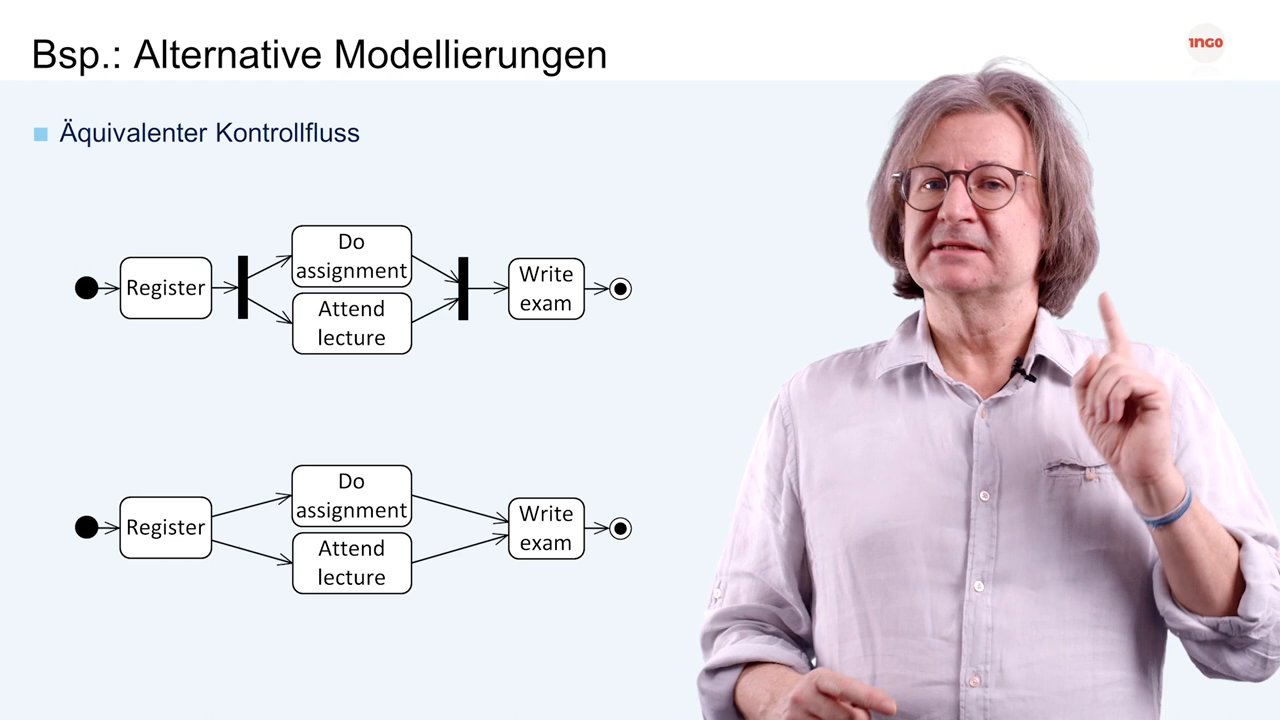 Bsp.: Alternative Modellierungen
1NG0
Äquivalenter Kontrollfluss
Do
assignment
Register
Attend
lecture
Write
exam
Do
assignment
Register
Attend
lecture
Write
exam